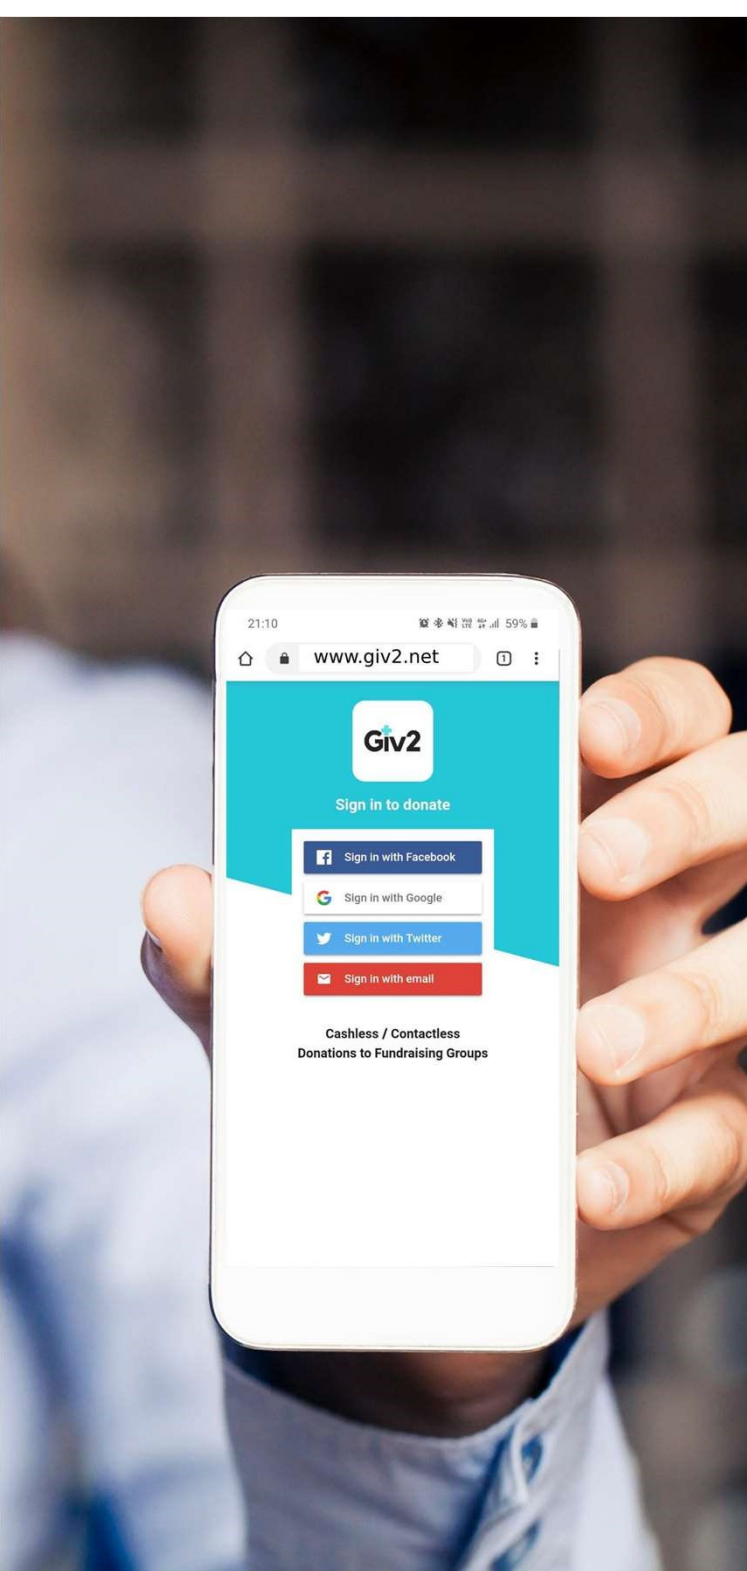 21:10
59%
www.giv2.net
1
Giv2
Sign in to donate
Sign in with Facebook
Sign in with Google
Sign in with Twitter
Sign in with email
Cashless / Contactless
Donations to Fundraising Groups